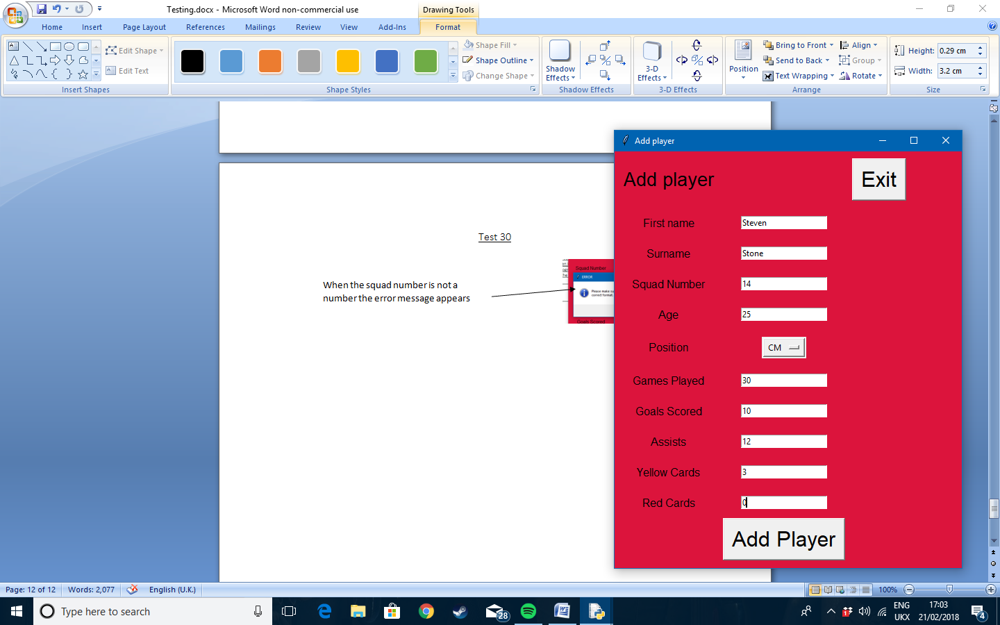 Testing.docx - Microsoft Word non-commercial use
Drawing Tools
Home Insert Page Layout References Mailings Review View Add-Ins Format
Edit Shape
Edit Text
Insert Shapes
Shape Styles
Shape Fill
Shape Outline
Change Shape
Shadow
Effects
Shadow Effects
3-D
Effects
3-D Effects
Position
Bring to Front
Send to Back
Text Wrapping
Align
Group
Rotate
Arrange
Height: 0.29 cm
Width: 3.2 cm
Size
Test 30
When the squad number is not a
number the error message appears
Squad Number
ERROR
Please make su
correct format.
Goals Scored
Add player
Add player
Exit
First name Steven
Surname Stone
Squad Number 14
Age 25
Position CM
Games Played 30
Goals Scored 10
Assists 12
Yellow Cards 3
Red Cards 0
Add Player
Page: 12 of 12 Words: 2,077 English (U.K.) 100%
Type here to search
28
ENG
UKX
17:03
21/02/2018
4